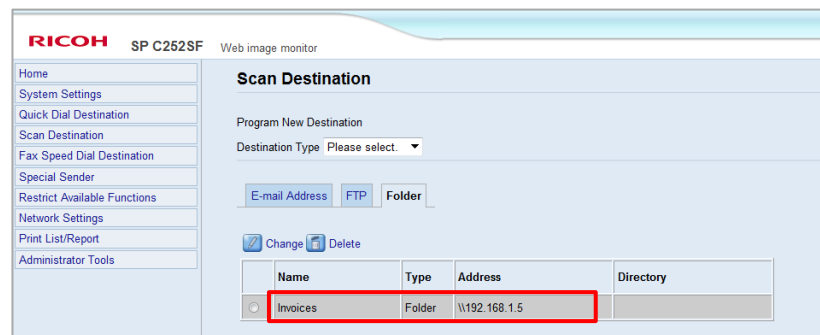 RICOH SP C252SF Web image monitor
Home
System Settings
Quick Dial Destination
Scan Destination
Fax Speed Dial Destination
Special Sender
Restrict Available Functions
Network Settings
Print List/Report
Administrator Tools
Scan Destination
Program New Destination
Destination Type Please select.
E-mail Address FTP Folder
Change Delete
Name Type Address Directory
Invoices Folder \\192.168.1.5